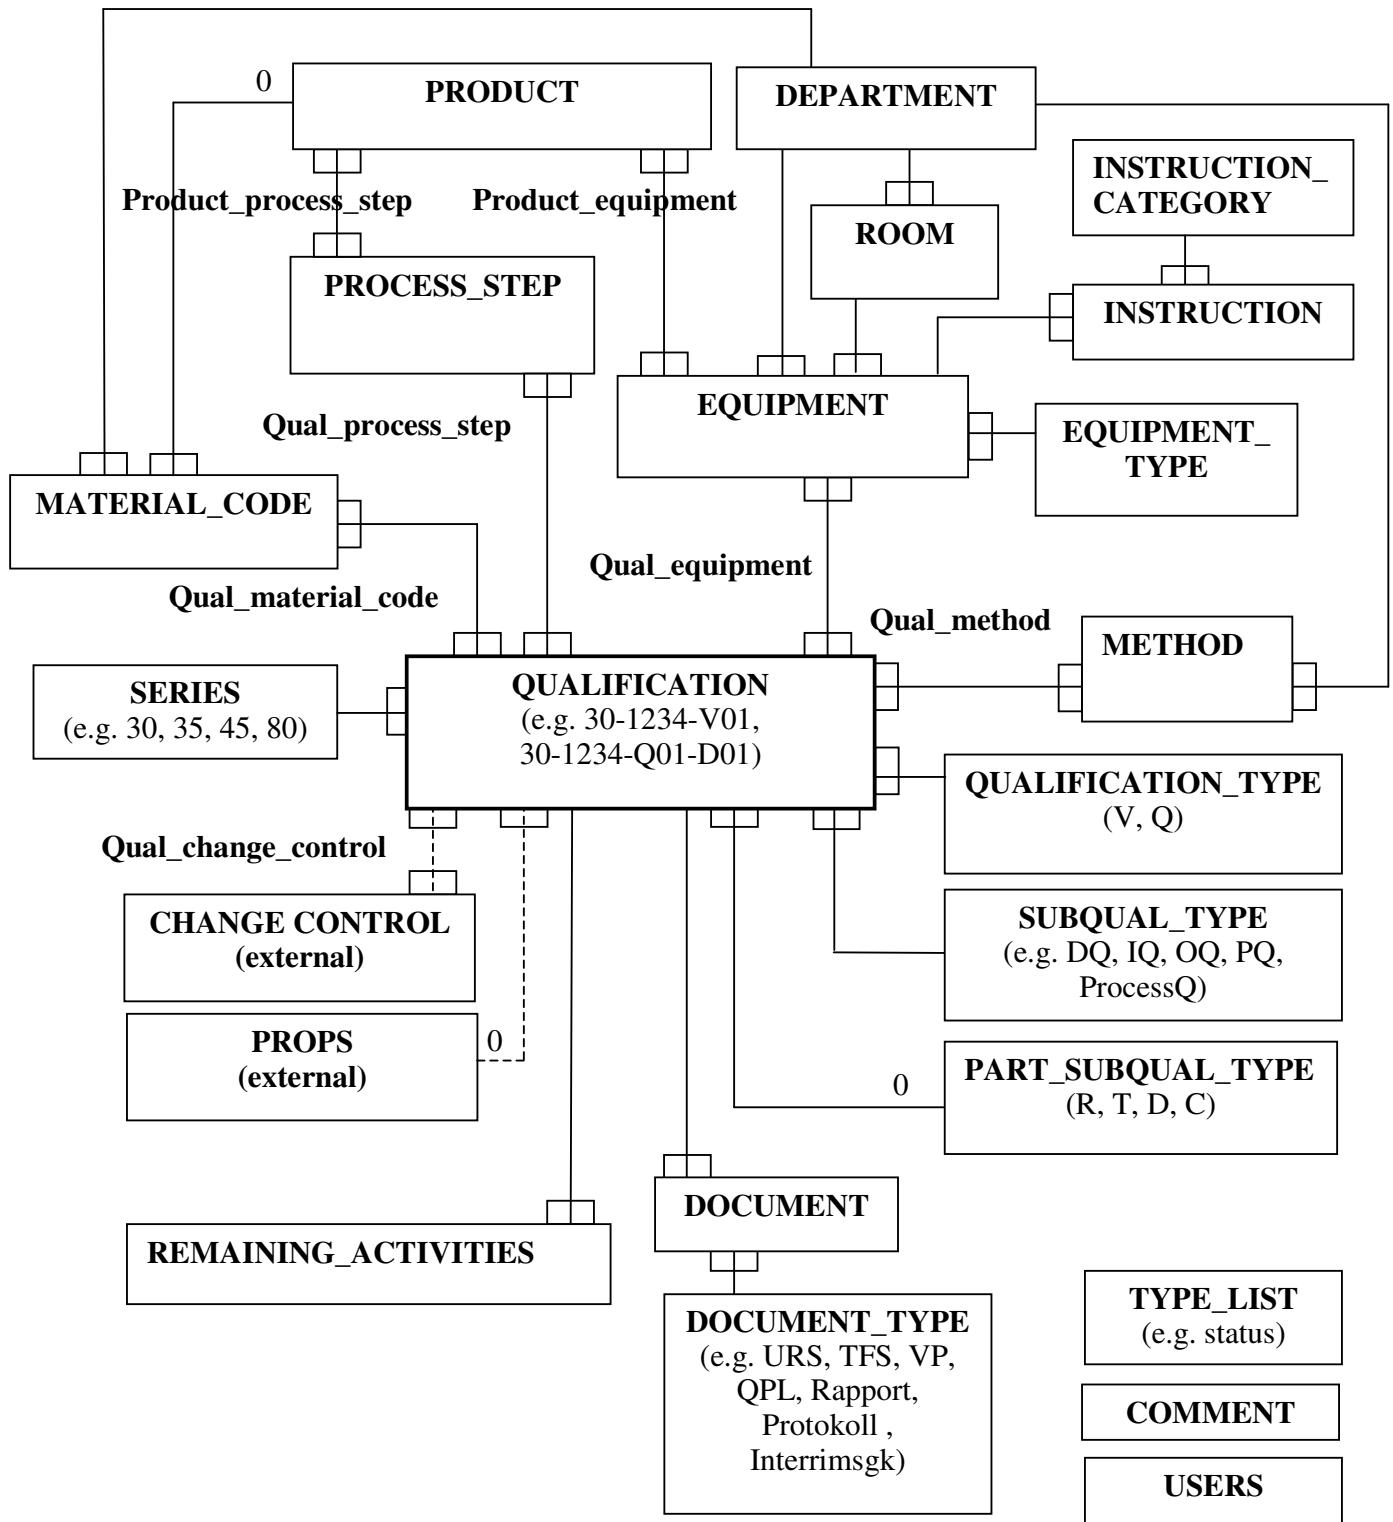 0
PRODUCT
DEPARTMENT
INSTRUCTION_
CATEGORY
Product_process_step
Product_equipment
ROOM
PROCESS_STEP
INSTRUCTION
EQUIPMENT
Qual_process_step
EQUIPMENT_
TYPE
MATERIAL_CODE
Qual_equipment
Qual_material_code
Qual_method
METHOD
SERIES
(e.g. 30, 35, 45, 80)
QUALIFICATION
(e.g. 30-1234-V01,
30-1234-Q01-D01)
QUALIFICATION_TYPE
(V, Q)
Qual_change_control
CHANGE CONTROL
(external)
SUBQUAL_TYPE
(e.g. DQ, IQ, OQ, PQ,
ProcessQ)
PROPS
(external)
0
PART_SUBQUAL_TYPE
(R, T, D, C)
0
DOCUMENT
REMAINING_ACTIVITIES
DOCUMENT_TYPE
(e.g. URS, TFS, VP,
QPL, Rapport,
Protokoll ,
Interrimsgk)
TYPE_LIST
(e.g. status)
COMMENT
USERS